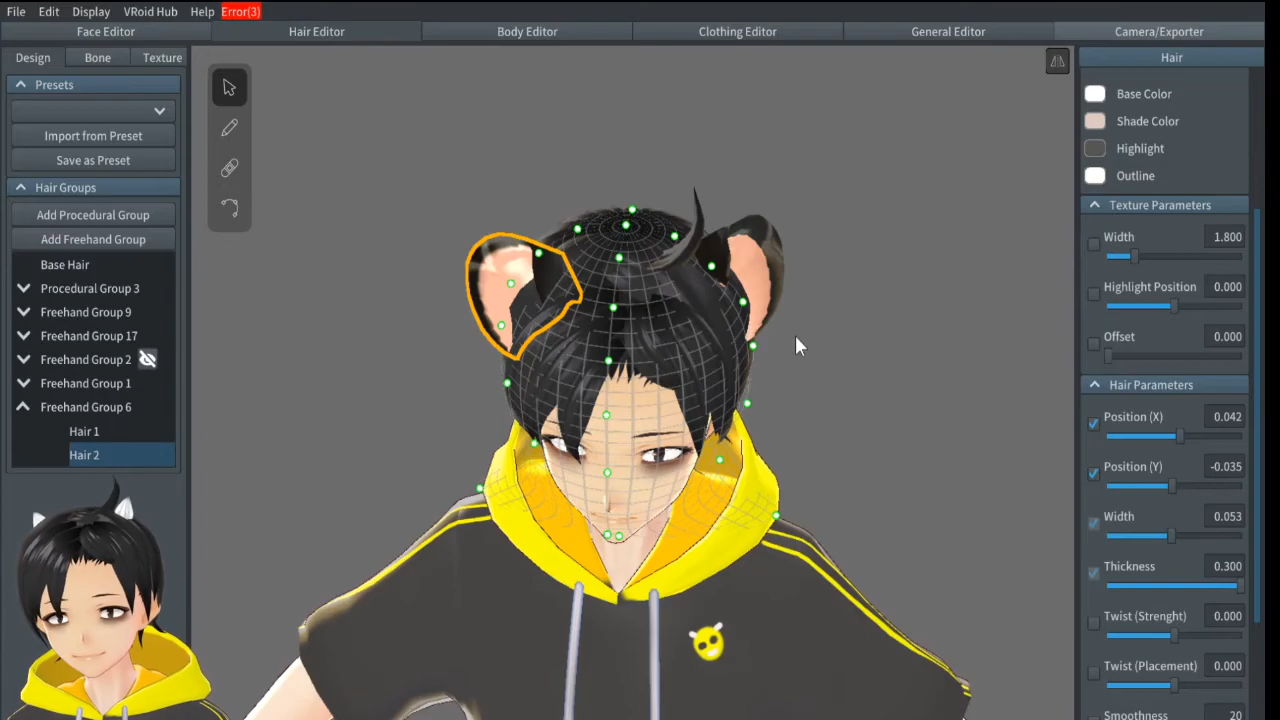 File Edit Display VRoid Hub Help Error(3)
Face Editor Hair Editor Body Editor Clothing Editor General Editor Camera/Exporter
Design Bone Texture
Presets
Import from Preset
Save as Preset
Hair Groups
Add Procedural Group
Add Freehand Group
Base Hair
Procedural Group 3
Freehand Group 9
Freehand Group 17
Freehand Group 2
Freehand Group 1
Freehand Group 6
Hair 1
Hair 2
Hair
Base Color
Shade Color
Highlight
Outline
Texture Parameters
Width 1.800
Highlight Position 0.000
Offset 0.000
Hair Parameters
Position (X) 0.042
Position (Y) -0.035
Width 0.053
Thickness 0.300
Twist (Strenght) 0.000
Twist (Placement) 0.000
Smoothness 20